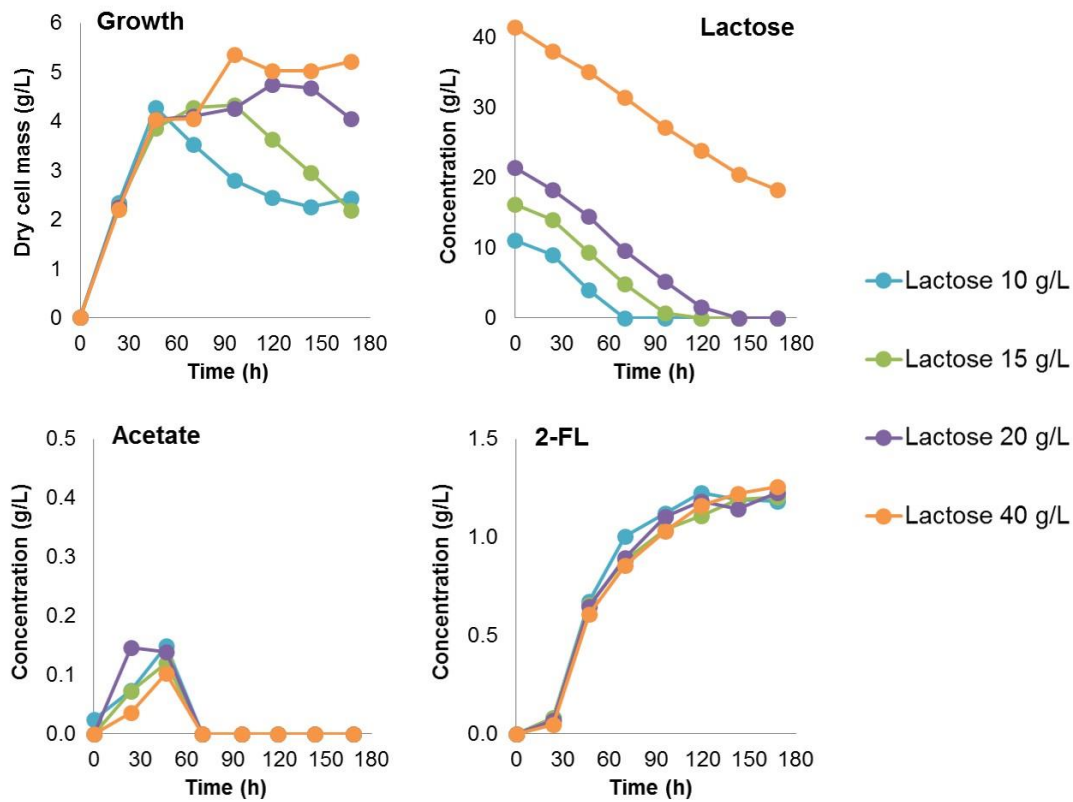 Growth
Dry cell mass (g/L)
6
5
4
3
2
1
0
0 30 60 90 120 150 180
Time (h)
Lactose
Concentration (g/L)
40
30
20
10
0
0 30 60 90 120 150 180
Time (h)
Acetate
Concentration (g/L)
0.5
0.4
0.3
0.2
0.1
0.0
0 30 60 90 120 150 180
Time (h)
2-FL
Concentration (g/L)
1.5
1.0
0.5
0.0
0 30 60 90 120 150 180
Time (h)
Lactose 10 g/L
Lactose 15 g/L
Lactose 20 g/L
Lactose 40 g/L